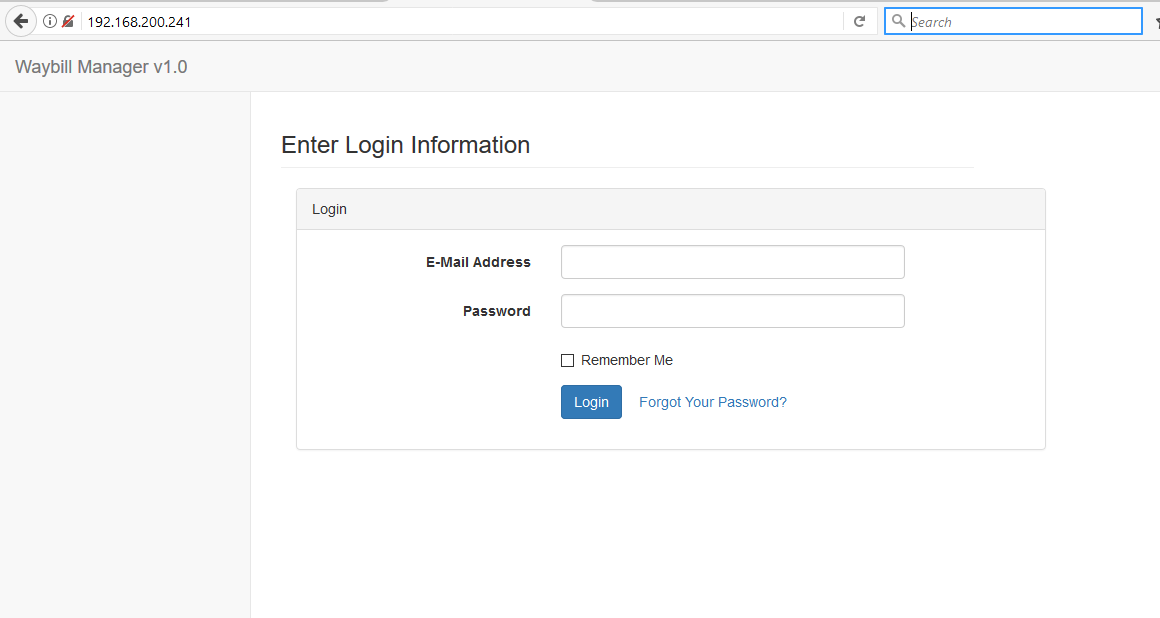 192.168.200.241
Search
Waybill Manager v1.0
Enter Login Information
Login
E-Mail Address
Password
Remember Me
Login Forgot Your Password?